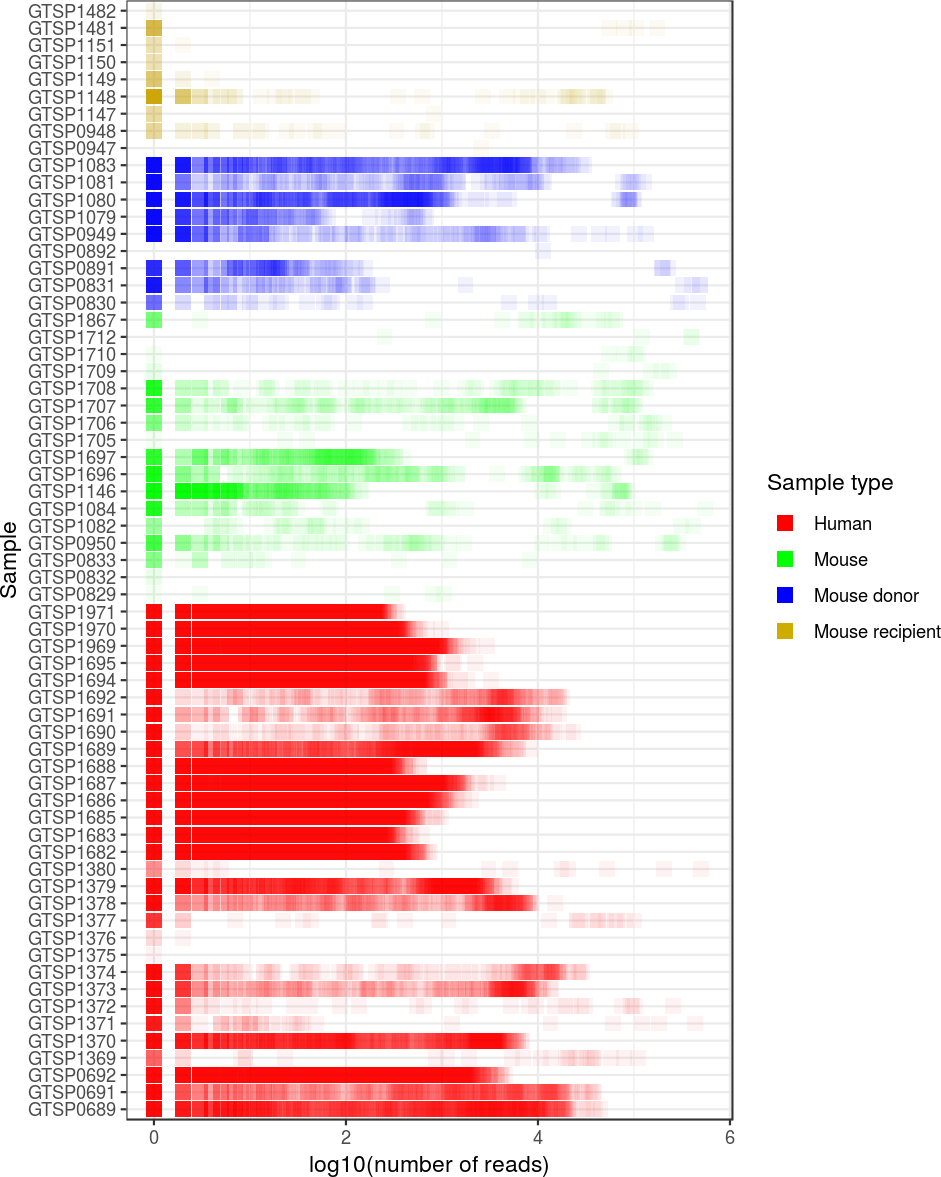 GTSP1482
GTSP1481
GTSP1151
GTSP1150
GTSP1149
GTSP1148
GTSP1147
GTSP0948
GTSP0947
GTSP1083
GTSP1081
GTSP1080
GTSP1079
GTSP0949
GTSP0892
GTSP0891
GTSP0831
GTSP0830
GTSP1867
GTSP1712
GTSP1710
GTSP1709
GTSP1708
GTSP1707
GTSP1706
GTSP1705
GTSP1697
GTSP1696
GTSP1146
GTSP1084
GTSP1082
GTSP0950
GTSP0833
GTSP0832
GTSP0829
GTSP1971
GTSP1970
GTSP1969
GTSP1695
GTSP1694
GTSP1692
GTSP1691
GTSP1690
GTSP1689
GTSP1688
GTSP1687
GTSP1686
GTSP1685
GTSP1683
GTSP1682
GTSP1380
GTSP1379
GTSP1378
GTSP1377
GTSP1376
GTSP1375
GTSP1374
GTSP1373
GTSP1372
GTSP1371
GTSP1370
GTSP1369
GTSP0692
GTSP0691
GTSP0689
Sample
0 2 4 6
log10(number of reads)
Sample type
Human
Mouse
Mouse donor
Mouse recipient